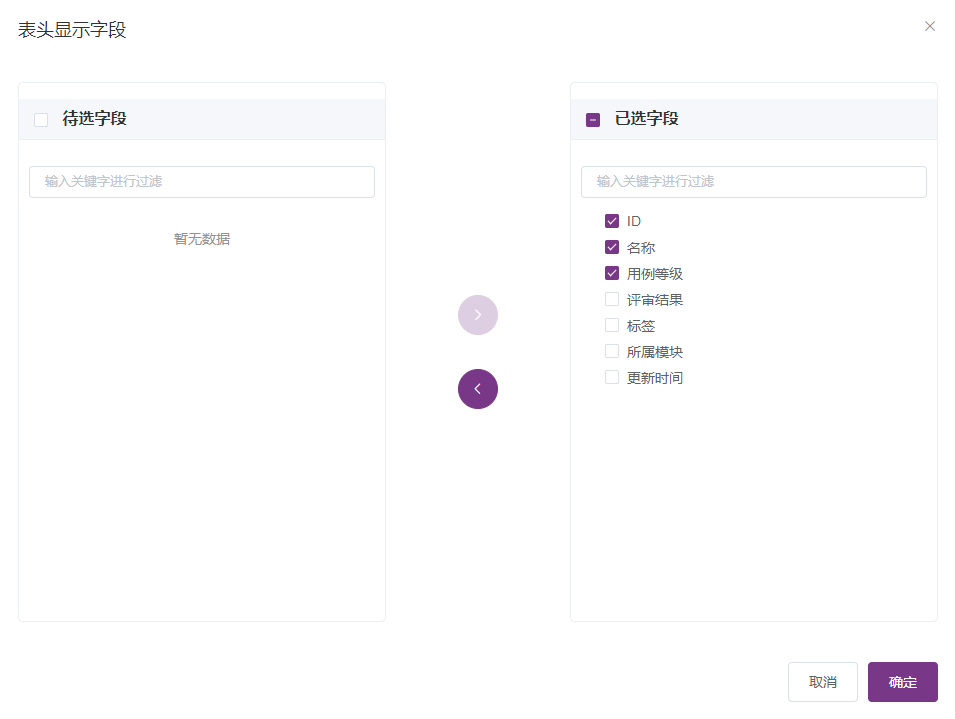 表头显示字段
待选字段
输入关键字进行过滤
暂无数据
已选字段
输入关键字进行过滤
ID
名称
用例等级
评审结果
标签
所属模块
更新时间
取消
确定